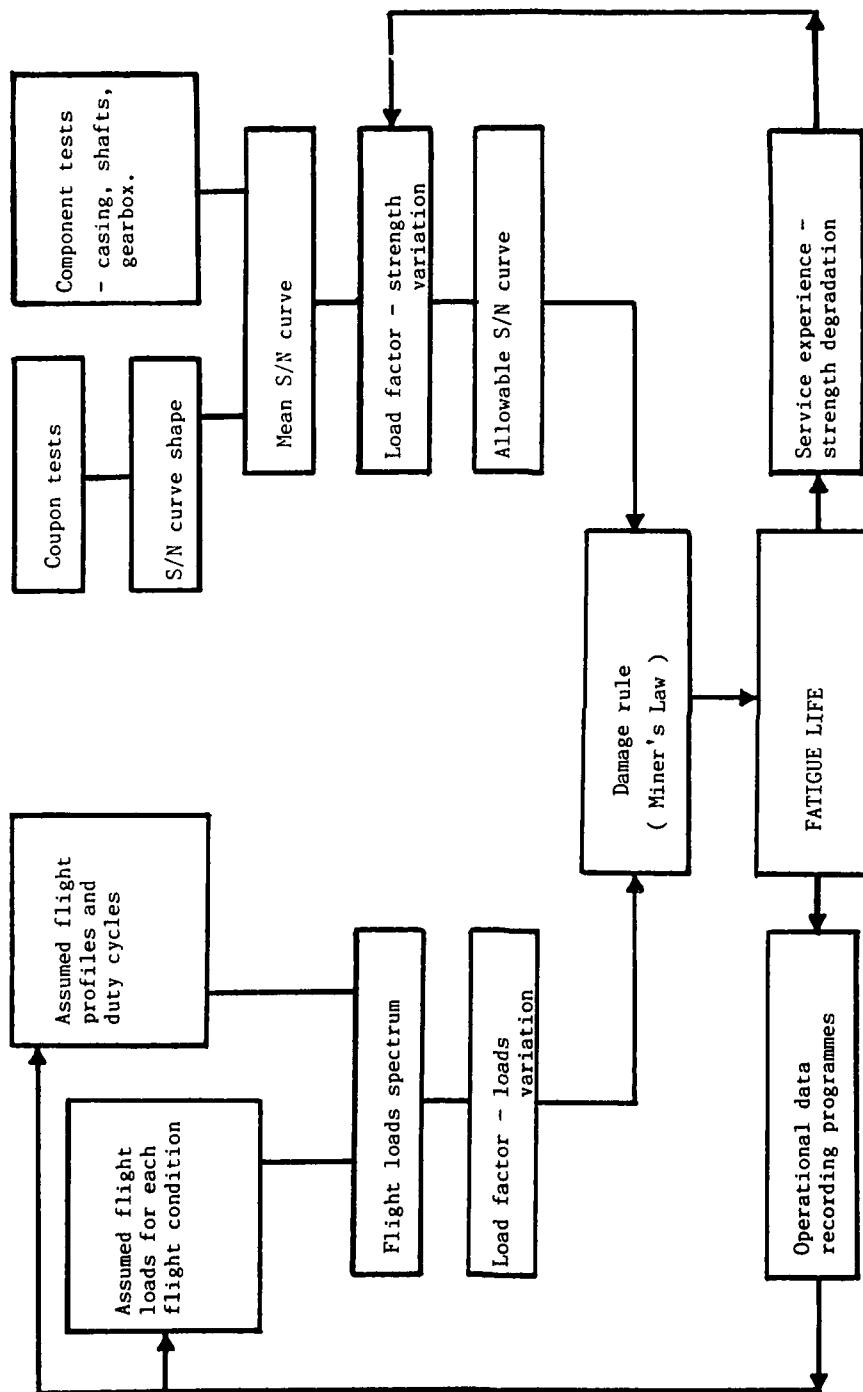 Assumed flight
profiles and
duty cycles
Assumed flight
loads for each
flight condition
Flight loads spectrum
Load factor - loads
variation
Coupon tests
S/N curve shape
Component tests
- casing, shafts,
gearbox.
Mean S/N curve
Load factor - strength
variation
Allowable S/N curve
Damage rule
( Miner's Law )
FATIGUE LIFE
Operational data
recording programmes
Service experience -
strength degradation